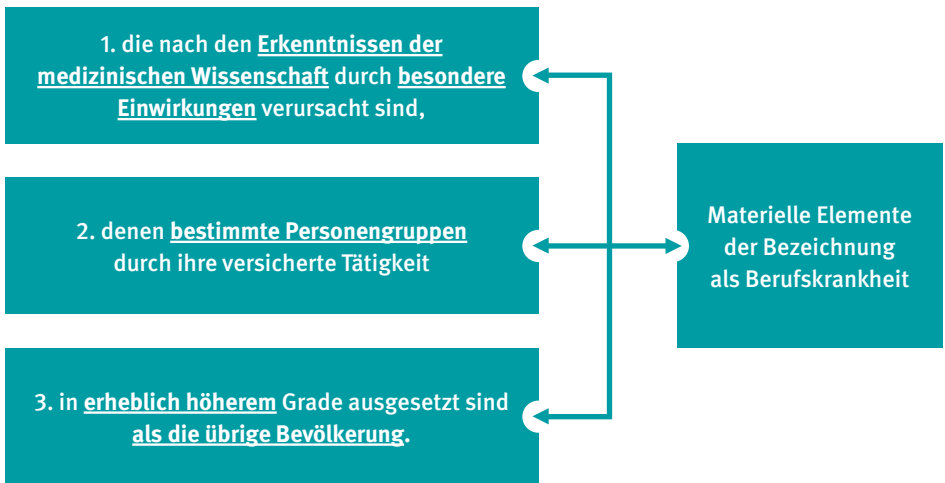 1. die nach den Erkenntnissen der
medizinischen Wissenschaft durch besondere
Einwirkungen verursacht sind,
2. denen bestimmte Personengruppen
durch ihre versicherte Tätigkeit
3. in erheblich höherem Grade ausgesetzt sind
als die übrige Bevölkerung.
Materielle Elemente
der Bezeichnung
als Berufskrankheit